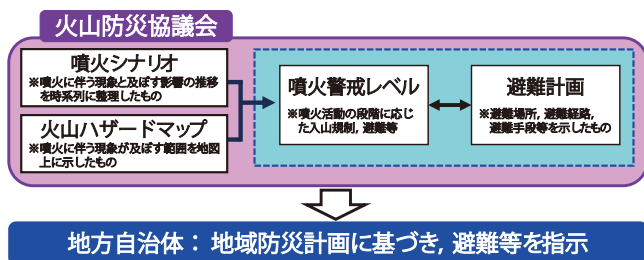 火山防災協議会
噴火シナリオ
※噴火に伴う現象と及ぼす影響の推移
を時系列に整理したもの
火山ハザードマップ
※噴火に伴う現象が及ぼす範囲を地図
上に示したもの
噴火警戒レベル
※噴火活動の段階に応じ
た入山規制, 避難等
避難計画
※避難場所, 避難経路,
避難手段等を示したもの
地方自治体： 地域防災計画に基づき, 避難等を指示